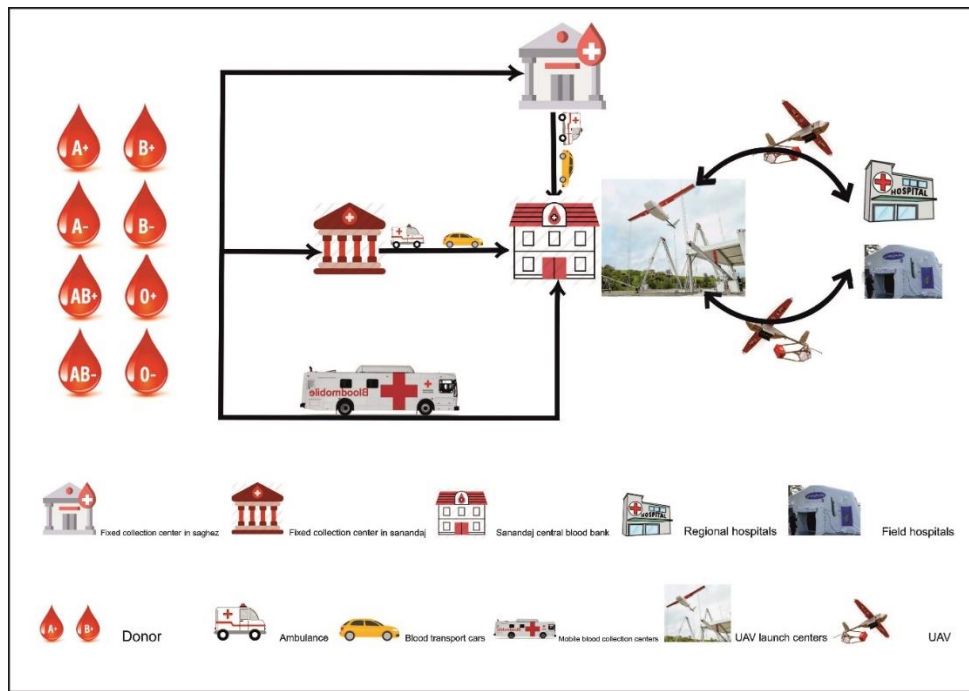 A+
B+
A-
B-
AB+
O+
AB-
O-
HOSPITAL
Bloodmobile
Fixed collection center in saghez
Fixed collection center in sanandaj
Sanandaj central blood bank
HOSPITAL
Regional hospitals
Field hospitals
A+
B+
Donor
Ambulance
Blood transport cars
Mobile blood collection centers
UAV launch centers
UAV